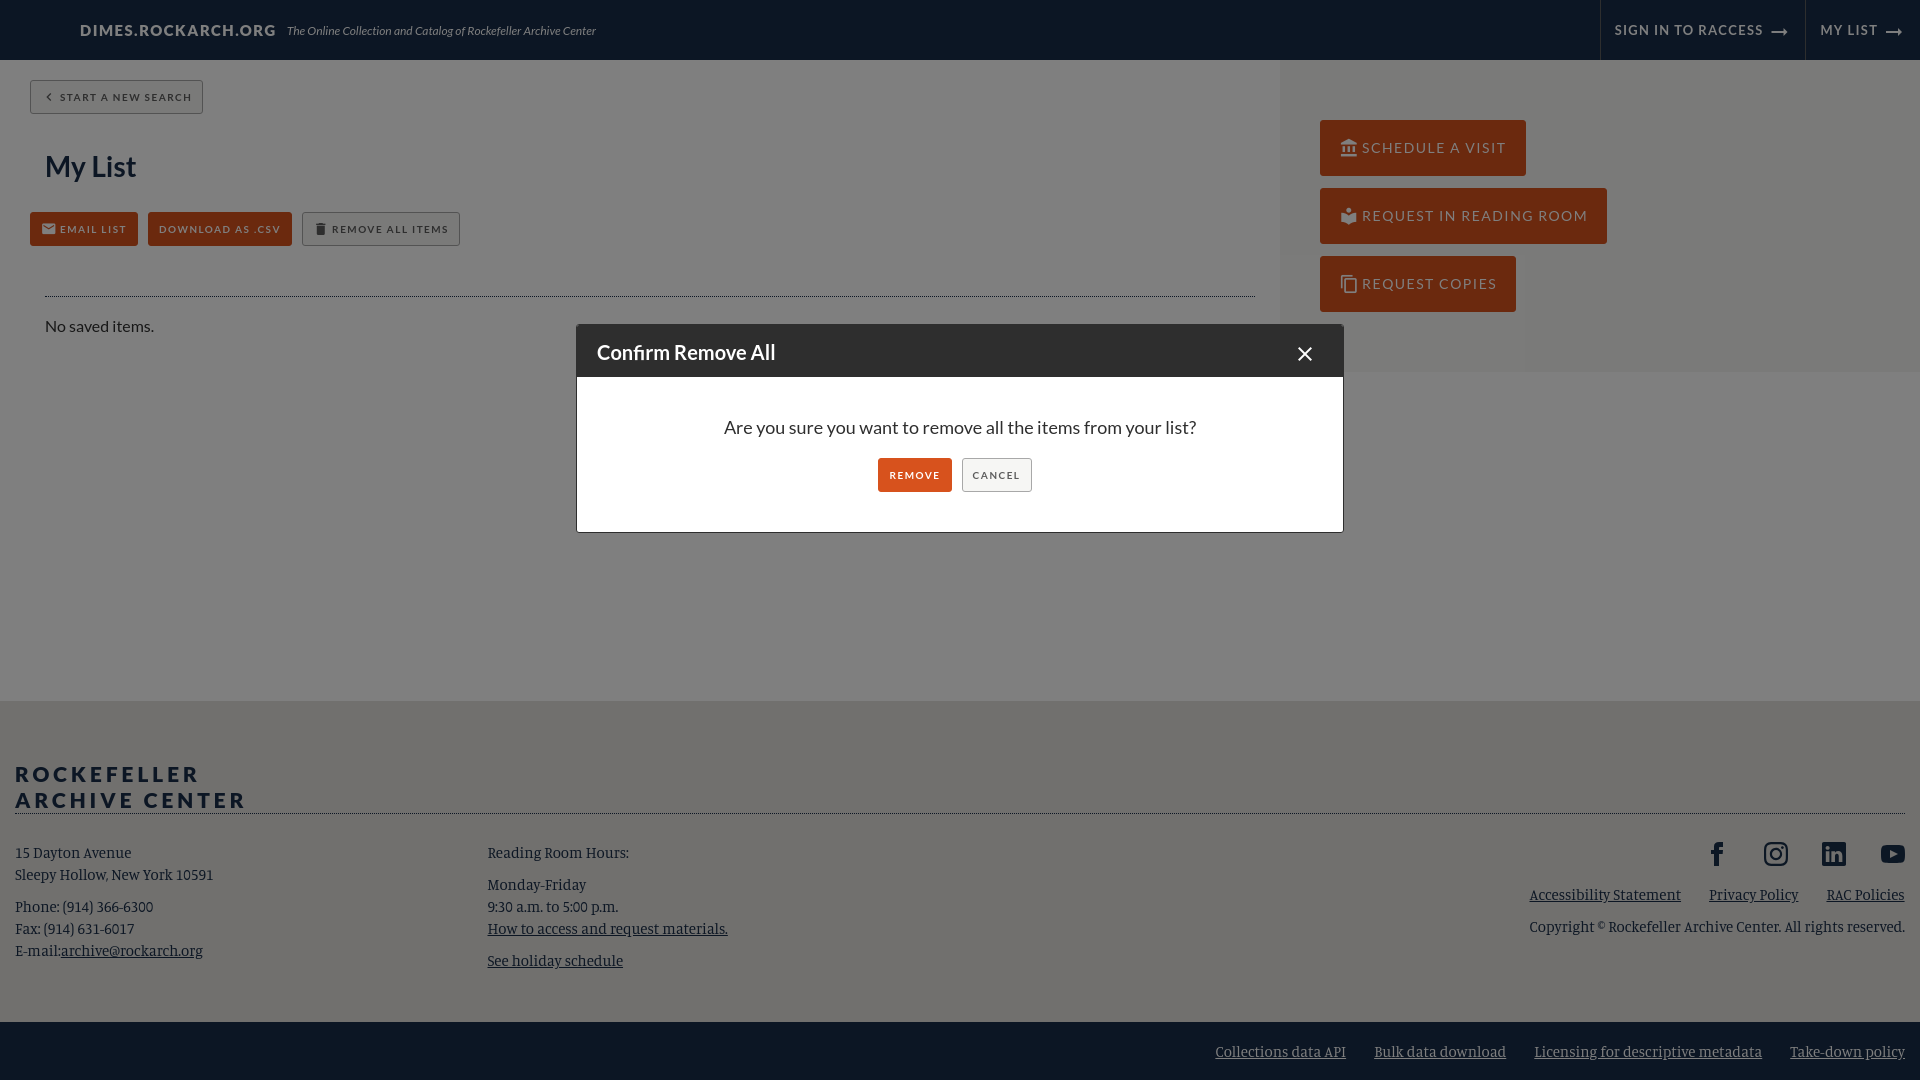 DIMES.ROCKARCH.ORG The Online Collection and Catalog of Rockefeller Archive Center
SIGN IN TO RACCESS
MY LIST
START A NEW SEARCH
My List
EMAIL LIST
DOWNLOAD AS .CSV
REMOVE ALL ITEMS
No saved items.
SCHEDULE A VISIT
REQUEST IN READING ROOM
REQUEST COPIES
Confirm Remove All
Are you sure you want to remove all the items from your list?
REMOVE
CANCEL
ROCKEFELLER
ARCHIVE CENTER
15 Dayton Avenue
Sleepy Hollow, New York 10591
Phone: (914) 366-6300
Fax: (914) 631-6017
E-mail:archive@rockarch.org
Reading Room Hours:
Monday-Friday
9:30 a.m. to 5:00 p.m.
How to access and request materials.
See holiday schedule
Accessibility Statement
Privacy Policy
RAC Policies
Copyright © Rockefeller Archive Center. All rights reserved.
Collections data API
Bulk data download
Licensing for descriptive metadata
Take-down policy